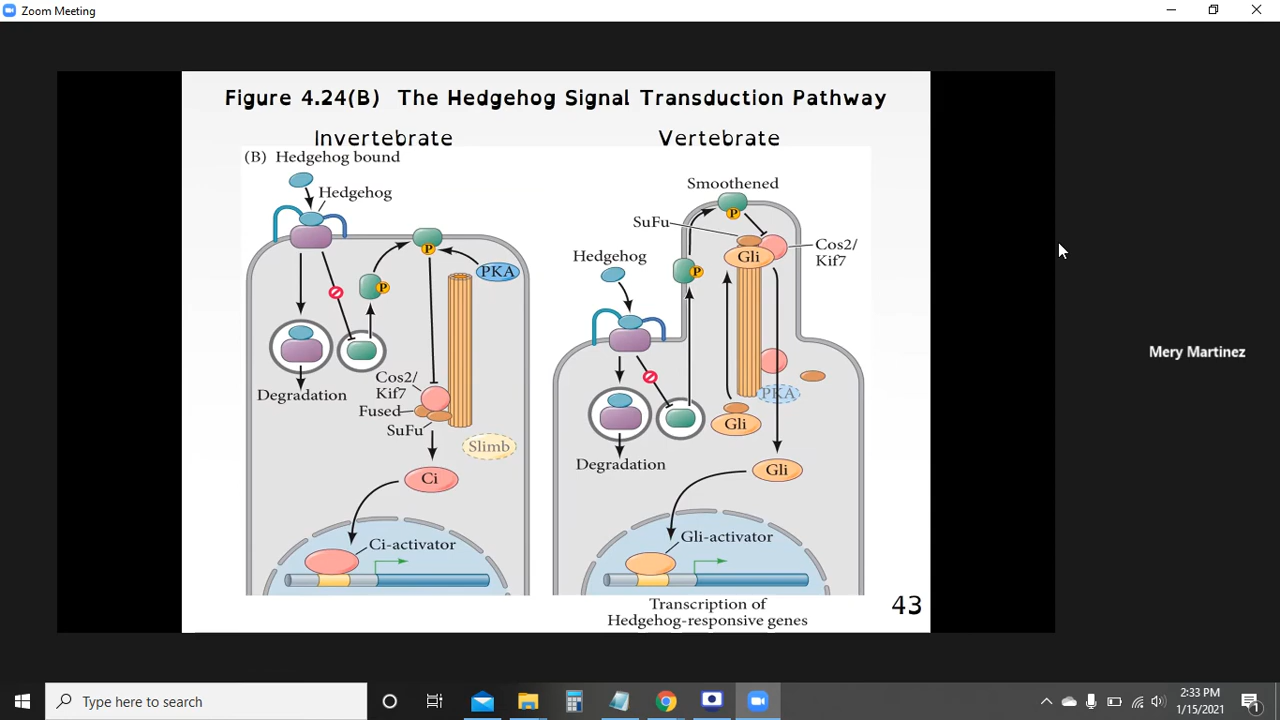 Zoom Meeting
Figure 4.24(B) The Hedgehog Signal Transduction Pathway
Invertebrate
Vertebrate
(B) Hedgehog bound
Hedgehog
P
PKA
P
Degradation
Cos2/
Kif7
Fused
SuFu
Slimb
Ci
Ci-activator
Smoothened
P
SuFu
Gli
Cos2/
Kif7
Hedgehog
P
PKA
Gli
Degradation
Gli
Gli-activator
Transcription of
Hedgehog-responsive genes
43
Mery Martinez
Type here to search
2:33 PM
1/15/2021
1